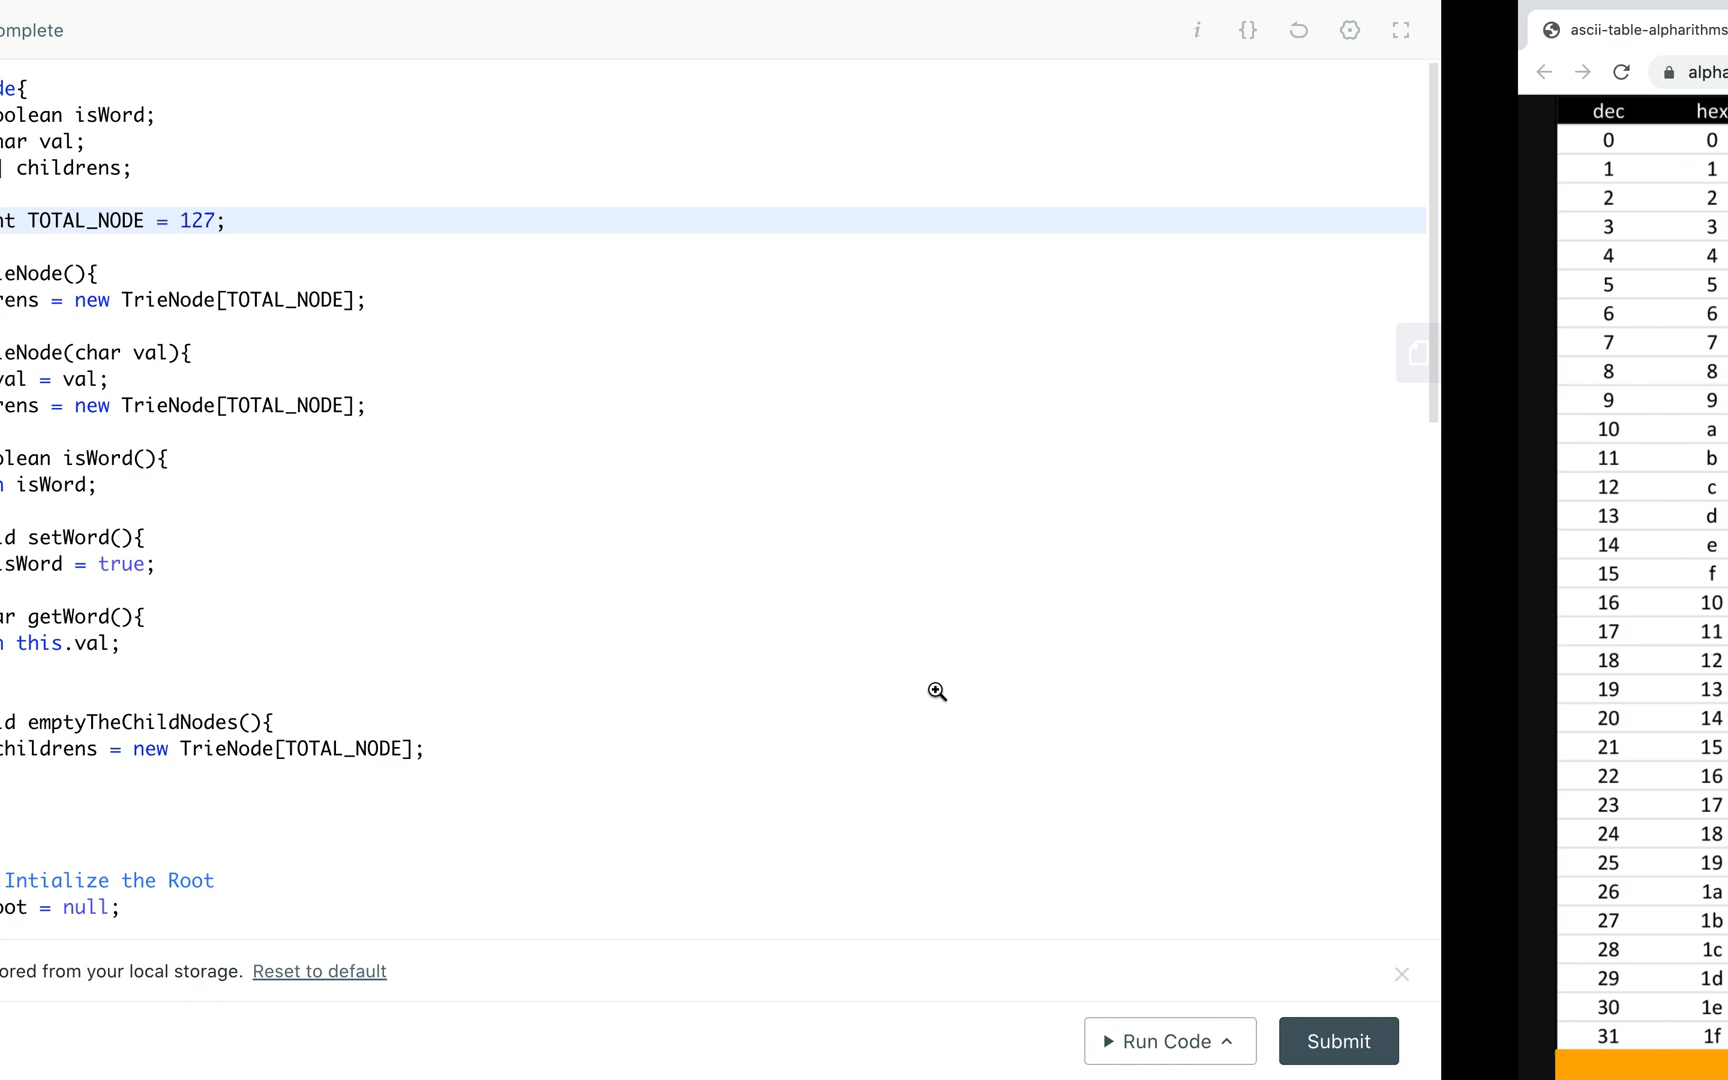 omplete
de{
oolean isWord;
har val;
] childrens;
nt TOTAL_NODE = 127;
ieNode(){
rens = new TrieNode[TOTAL_NODE];
ieNode(char val){
val = val;
rens = new TrieNode[TOTAL_NODE];
olean isWord(){
n isWord;
id setWord(){
isWord = true;
ar getWord(){
n this.val;
id emptyTheChildNodes(){
childrens = new TrieNode[TOTAL_NODE];
Intialize the Root
oot = null;
ored from your local storage. Reset to default
Run Code
Submit
ascii-table-alpharithms
alpha
dec hex
0 0
1 1
2 2
3 3
4 4
5 5
6 6
7 7
8 8
9 9
10 a
11 b
12 c
13 d
14 e
15 f
16 10
17 11
18 12
19 13
20 14
21 15
22 16
23 17
24 18
25 19
26 1a
27 1b
28 1c
29 1d
30 1e
31 1f